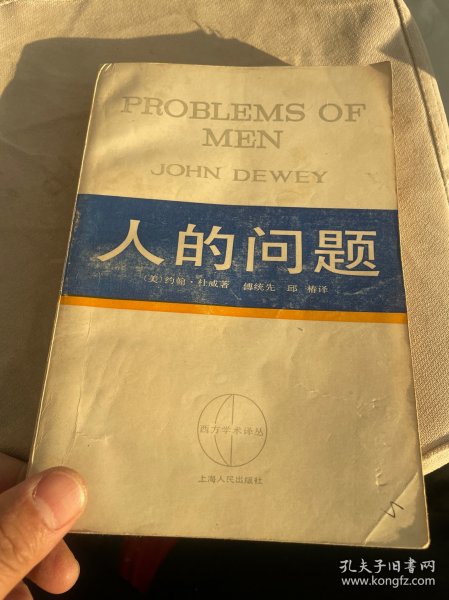 PROBLEMS OF
MEN
JOHN DEWEY
人的问题
〔美〕约翰·杜威著 傅统先 邱 椿译
西方学术译丛
上海人民出版社
孔夫子旧书网
www.kongfz.com